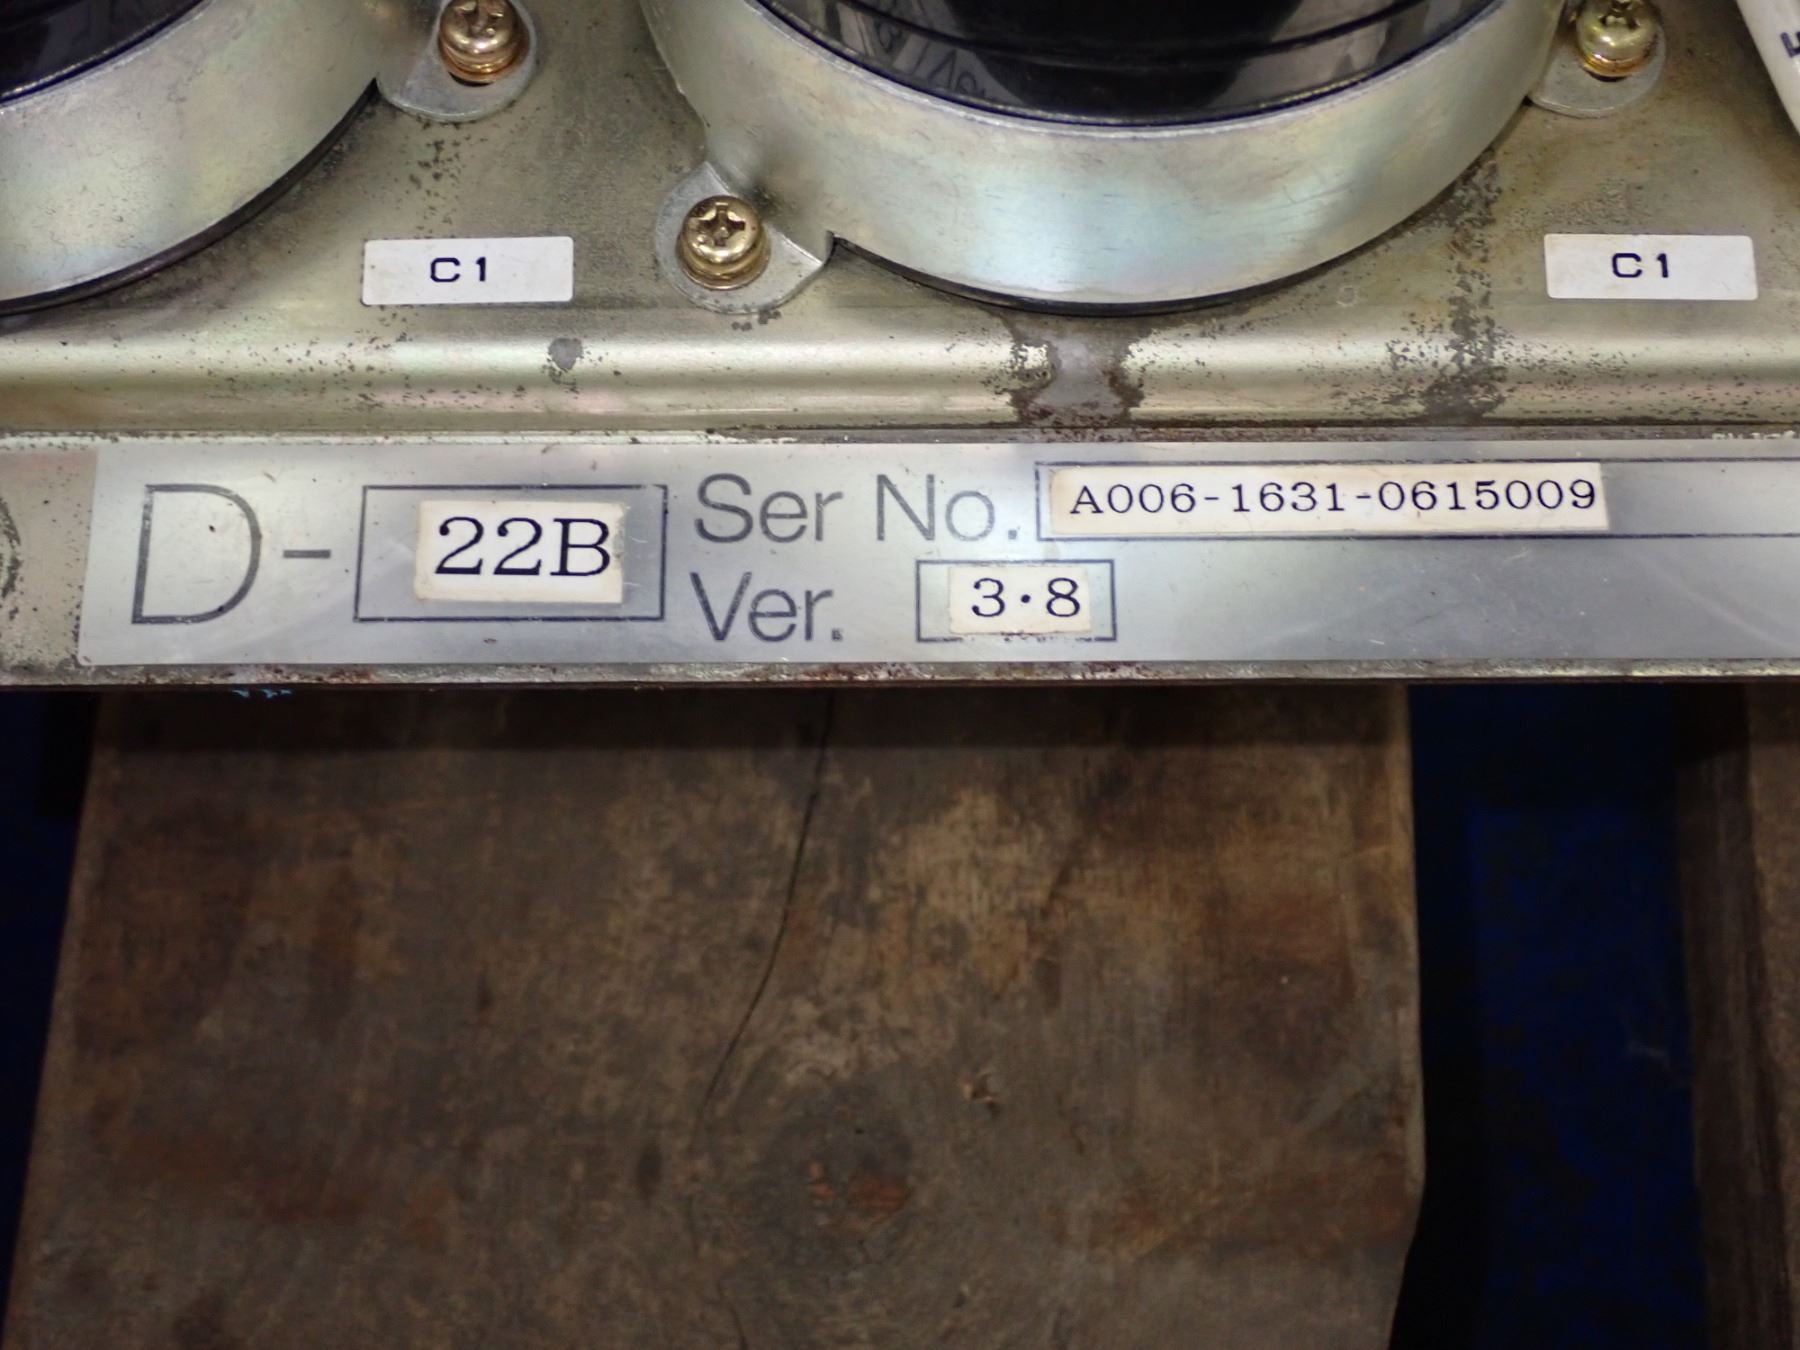 C1
C1
D-22B Ser No. A006-1631-0615009
Ver. 3·8